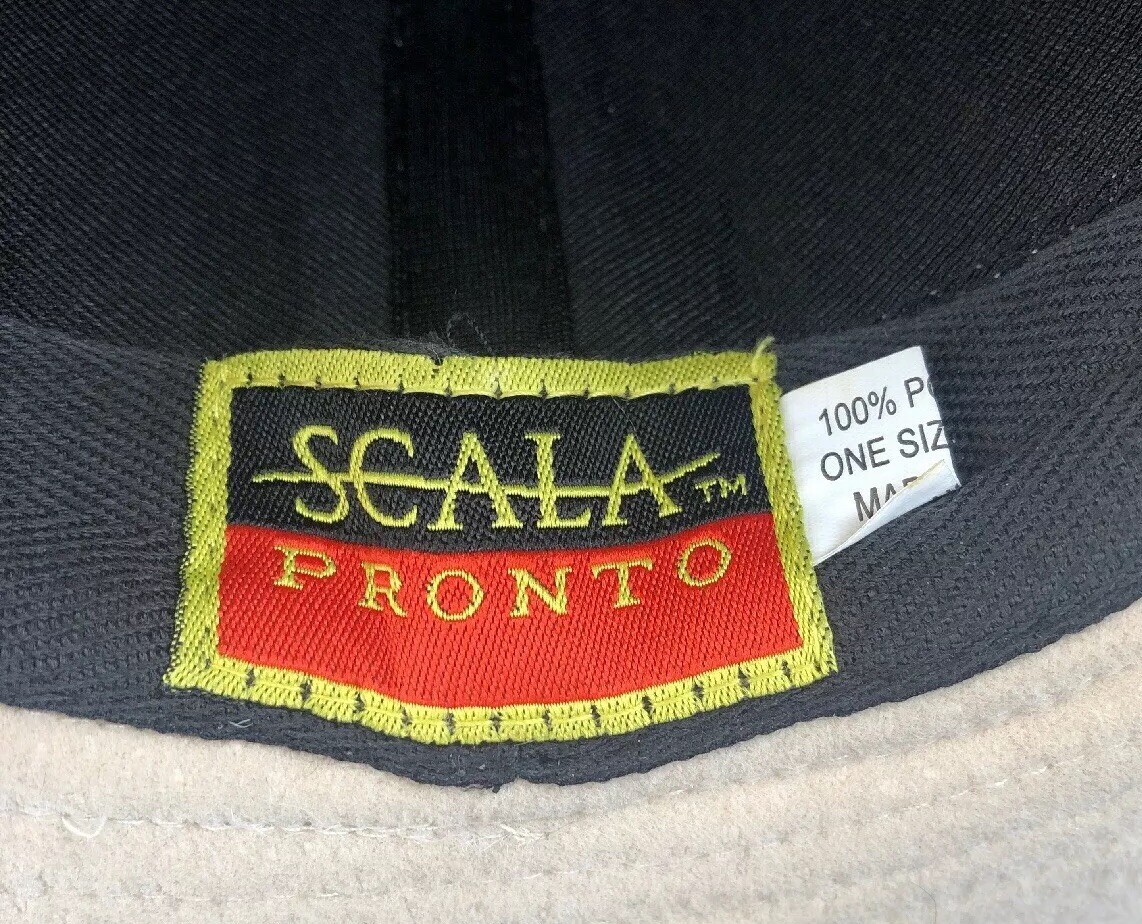 SCALA™
PRONTO
100%
ONE